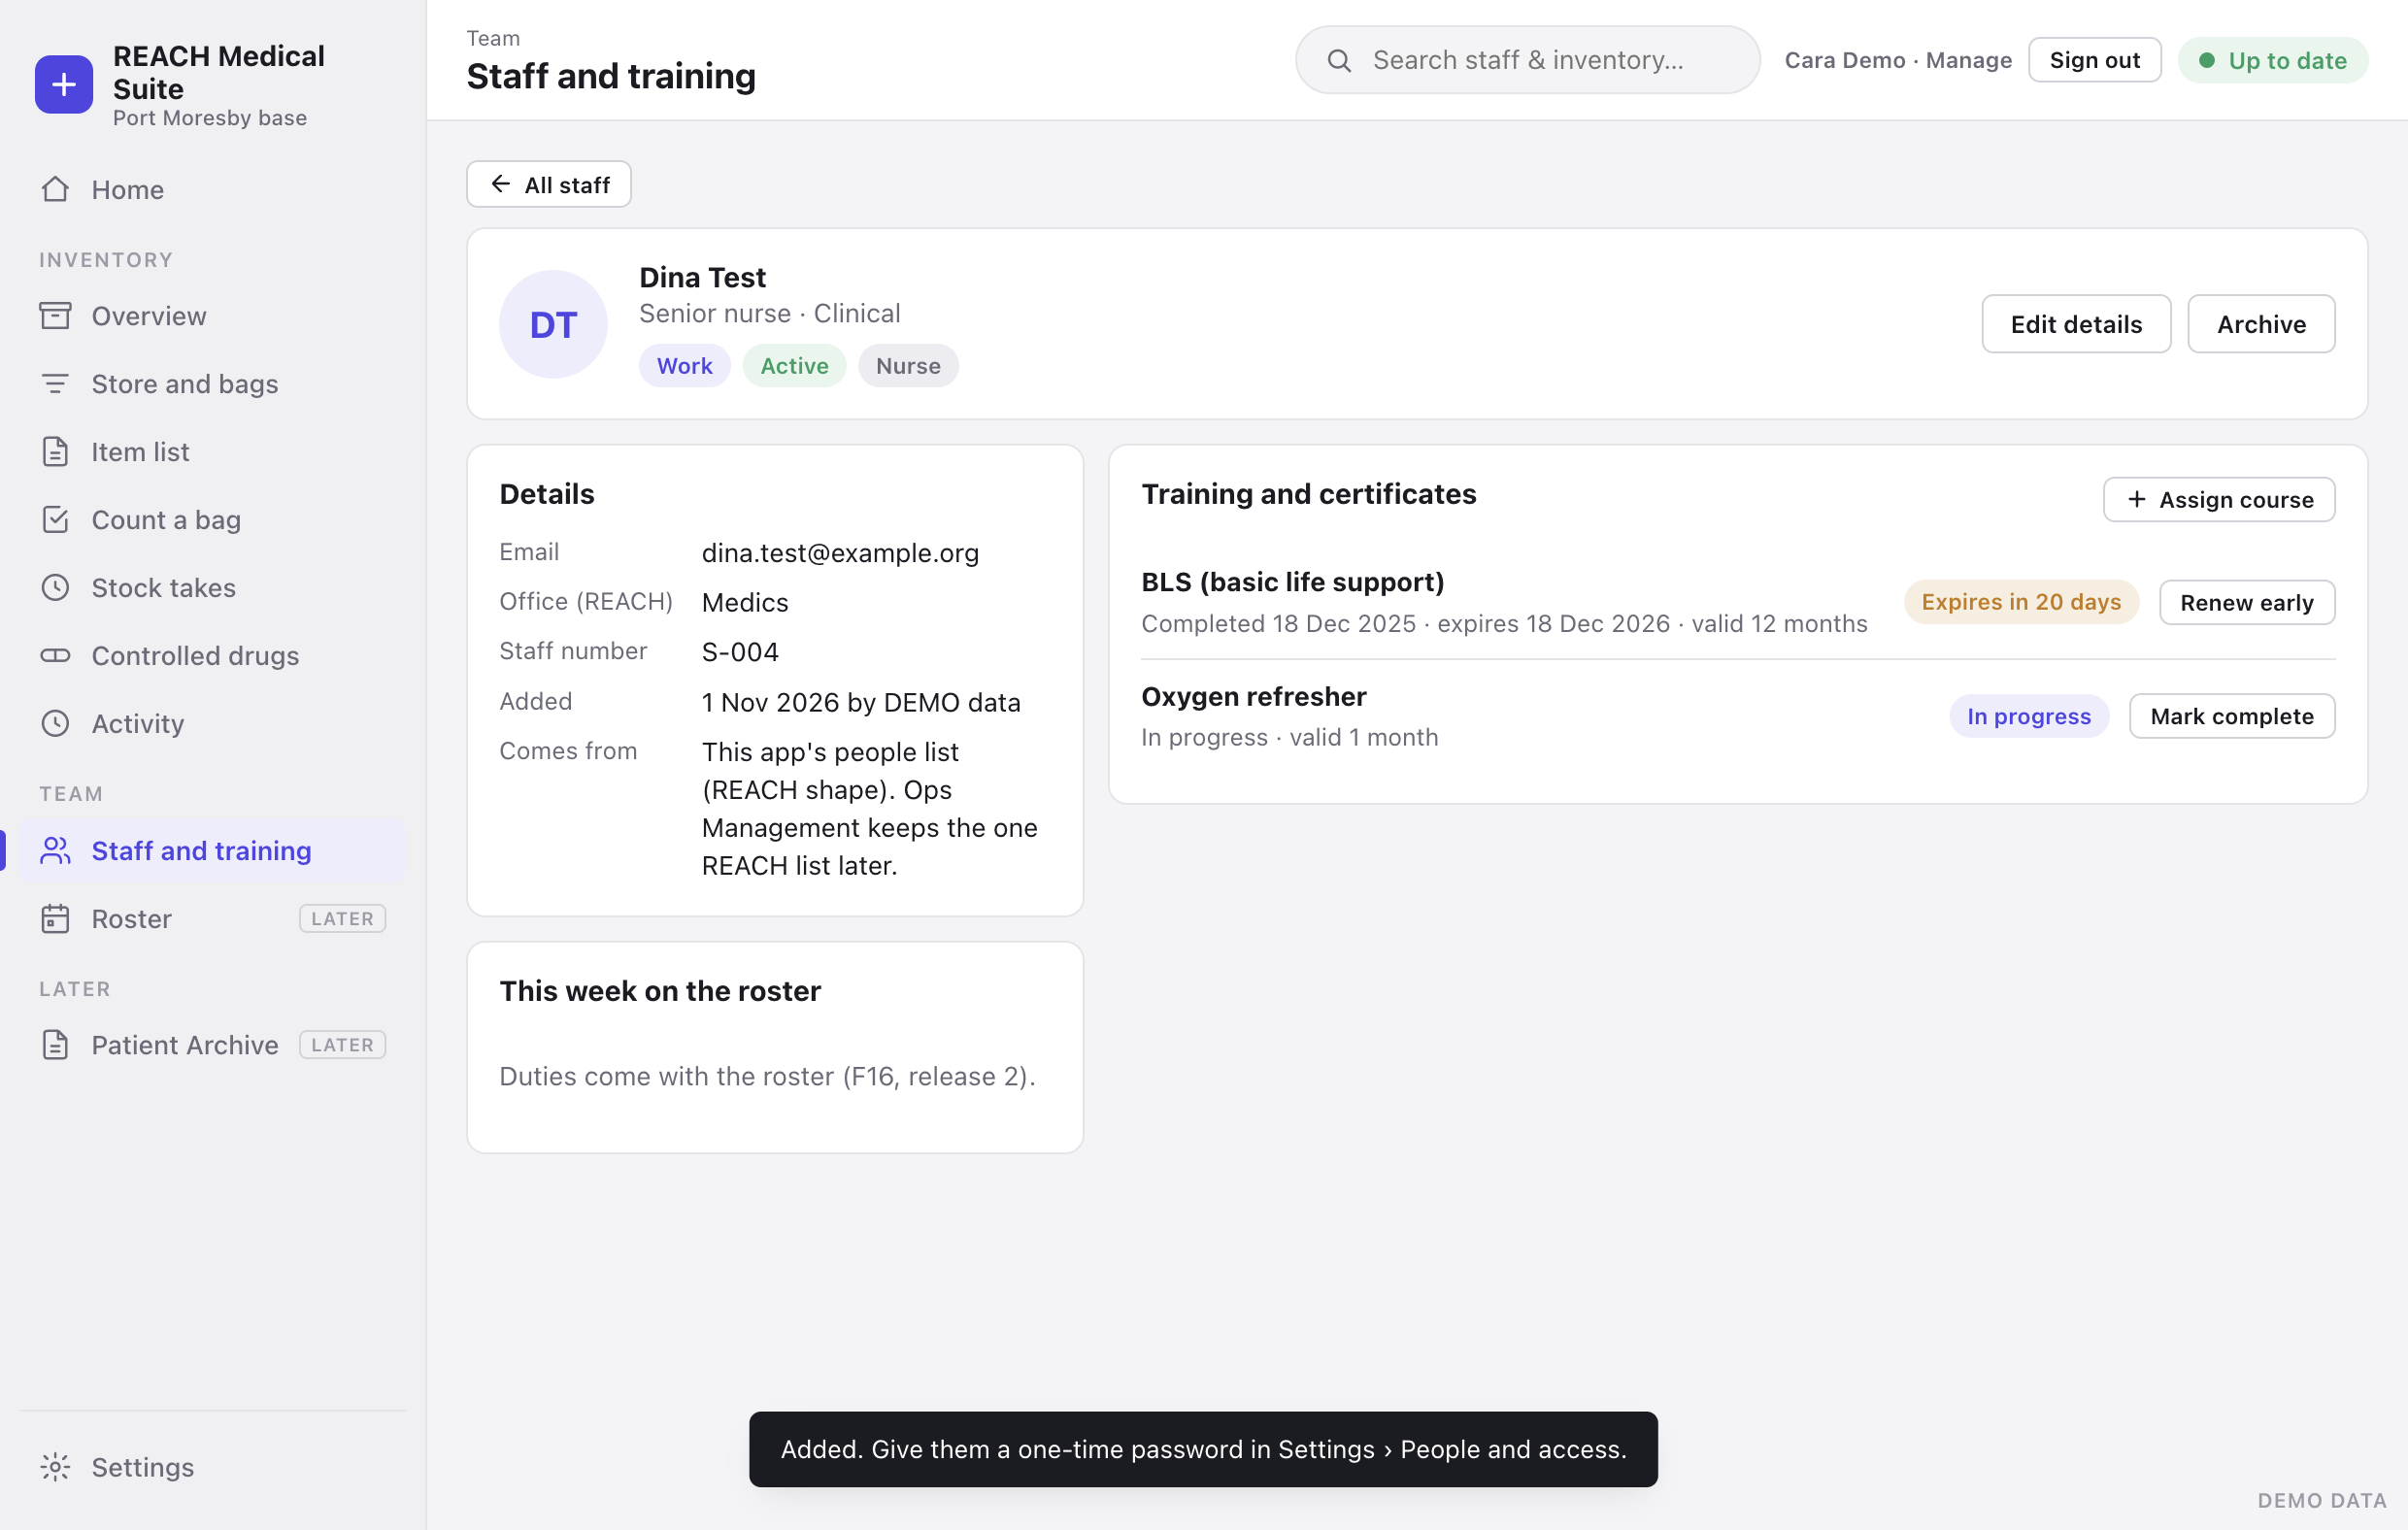 REACH Medical
Suite
Port Moresby base
Home
INVENTORY
Overview
Store and bags
Item list
Count a bag
Stock takes
Controlled drugs
Activity
TEAM
Staff and training
Roster
LATER
LATER
Patient Archive
LATER
Settings
Team
Staff and training
Search staff & inventory...
Cara Demo · Manage
Sign out
Up to date
← All staff
DT
Dina Test
Senior nurse · Clinical
Work
Active
Nurse
Edit details
Archive
Details
Email
dina.test@example.org
Office (REACH)
Medics
Staff number
S-004
Added
1 Nov 2026 by DEMO data
Comes from
This app's people list
(REACH shape). Ops
Management keeps the one
REACH list later.
This week on the roster
Duties come with the roster (F16, release 2).
Training and certificates
+ Assign course
BLS (basic life support)
Completed 18 Dec 2025 · expires 18 Dec 2026 · valid 12 months
Expires in 20 days
Renew early
Oxygen refresher
In progress · valid 1 month
In progress
Mark complete
Added. Give them a one-time password in Settings › People and access.
DEMO DATA